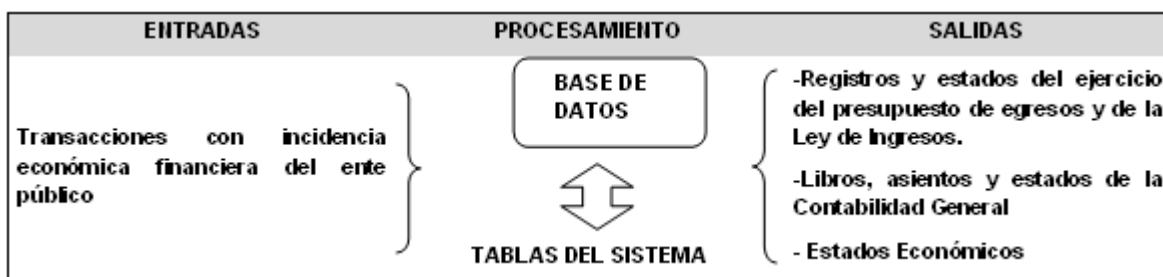 ENTRADAS PROCESAMIENTO SALIDAS
Transacciones con incidencia
económica financiera del ente
público
BASE DE
DATOS
TABLAS DEL SISTEMA
-Registros y estados del ejercicio
del presupuesto de egresos y de la
Ley de Ingresos.
-Libros, asientos y estados de la
Contabilidad General
- Estados Económicos